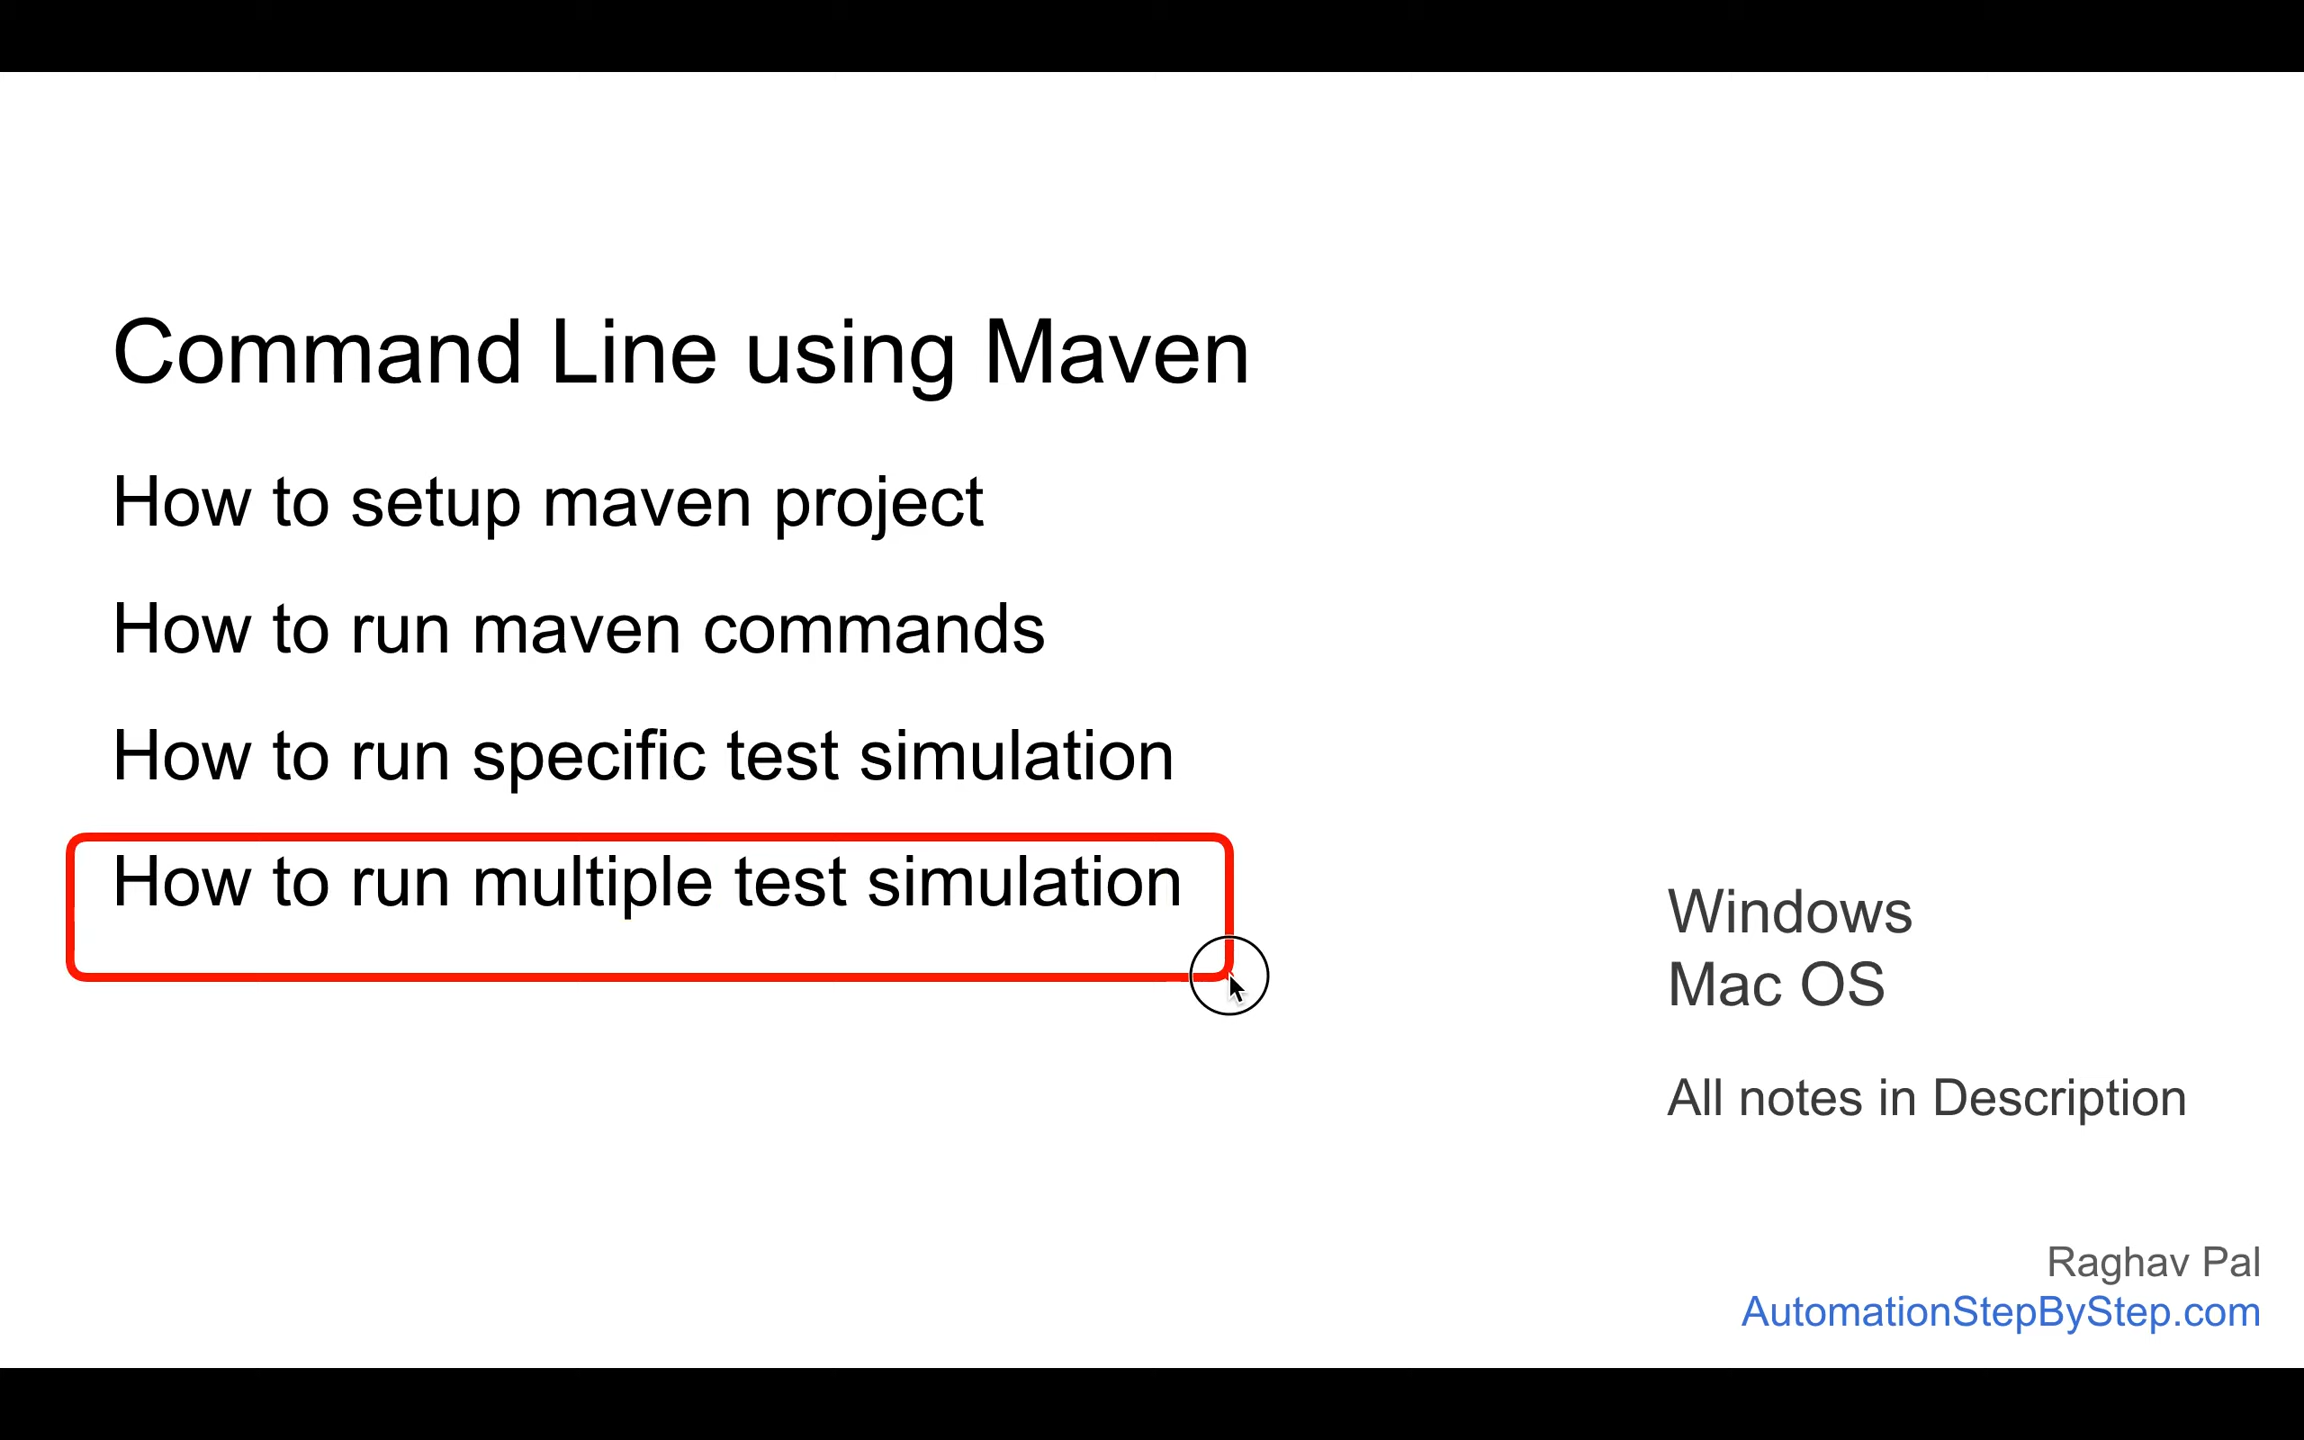 Command Line using Maven
How to setup maven project
How to run maven commands
How to run specific test simulation
How to run multiple test simulation
Windows
Mac OS
All notes in Description
Raghav Pal
AutomationStepByStep.com